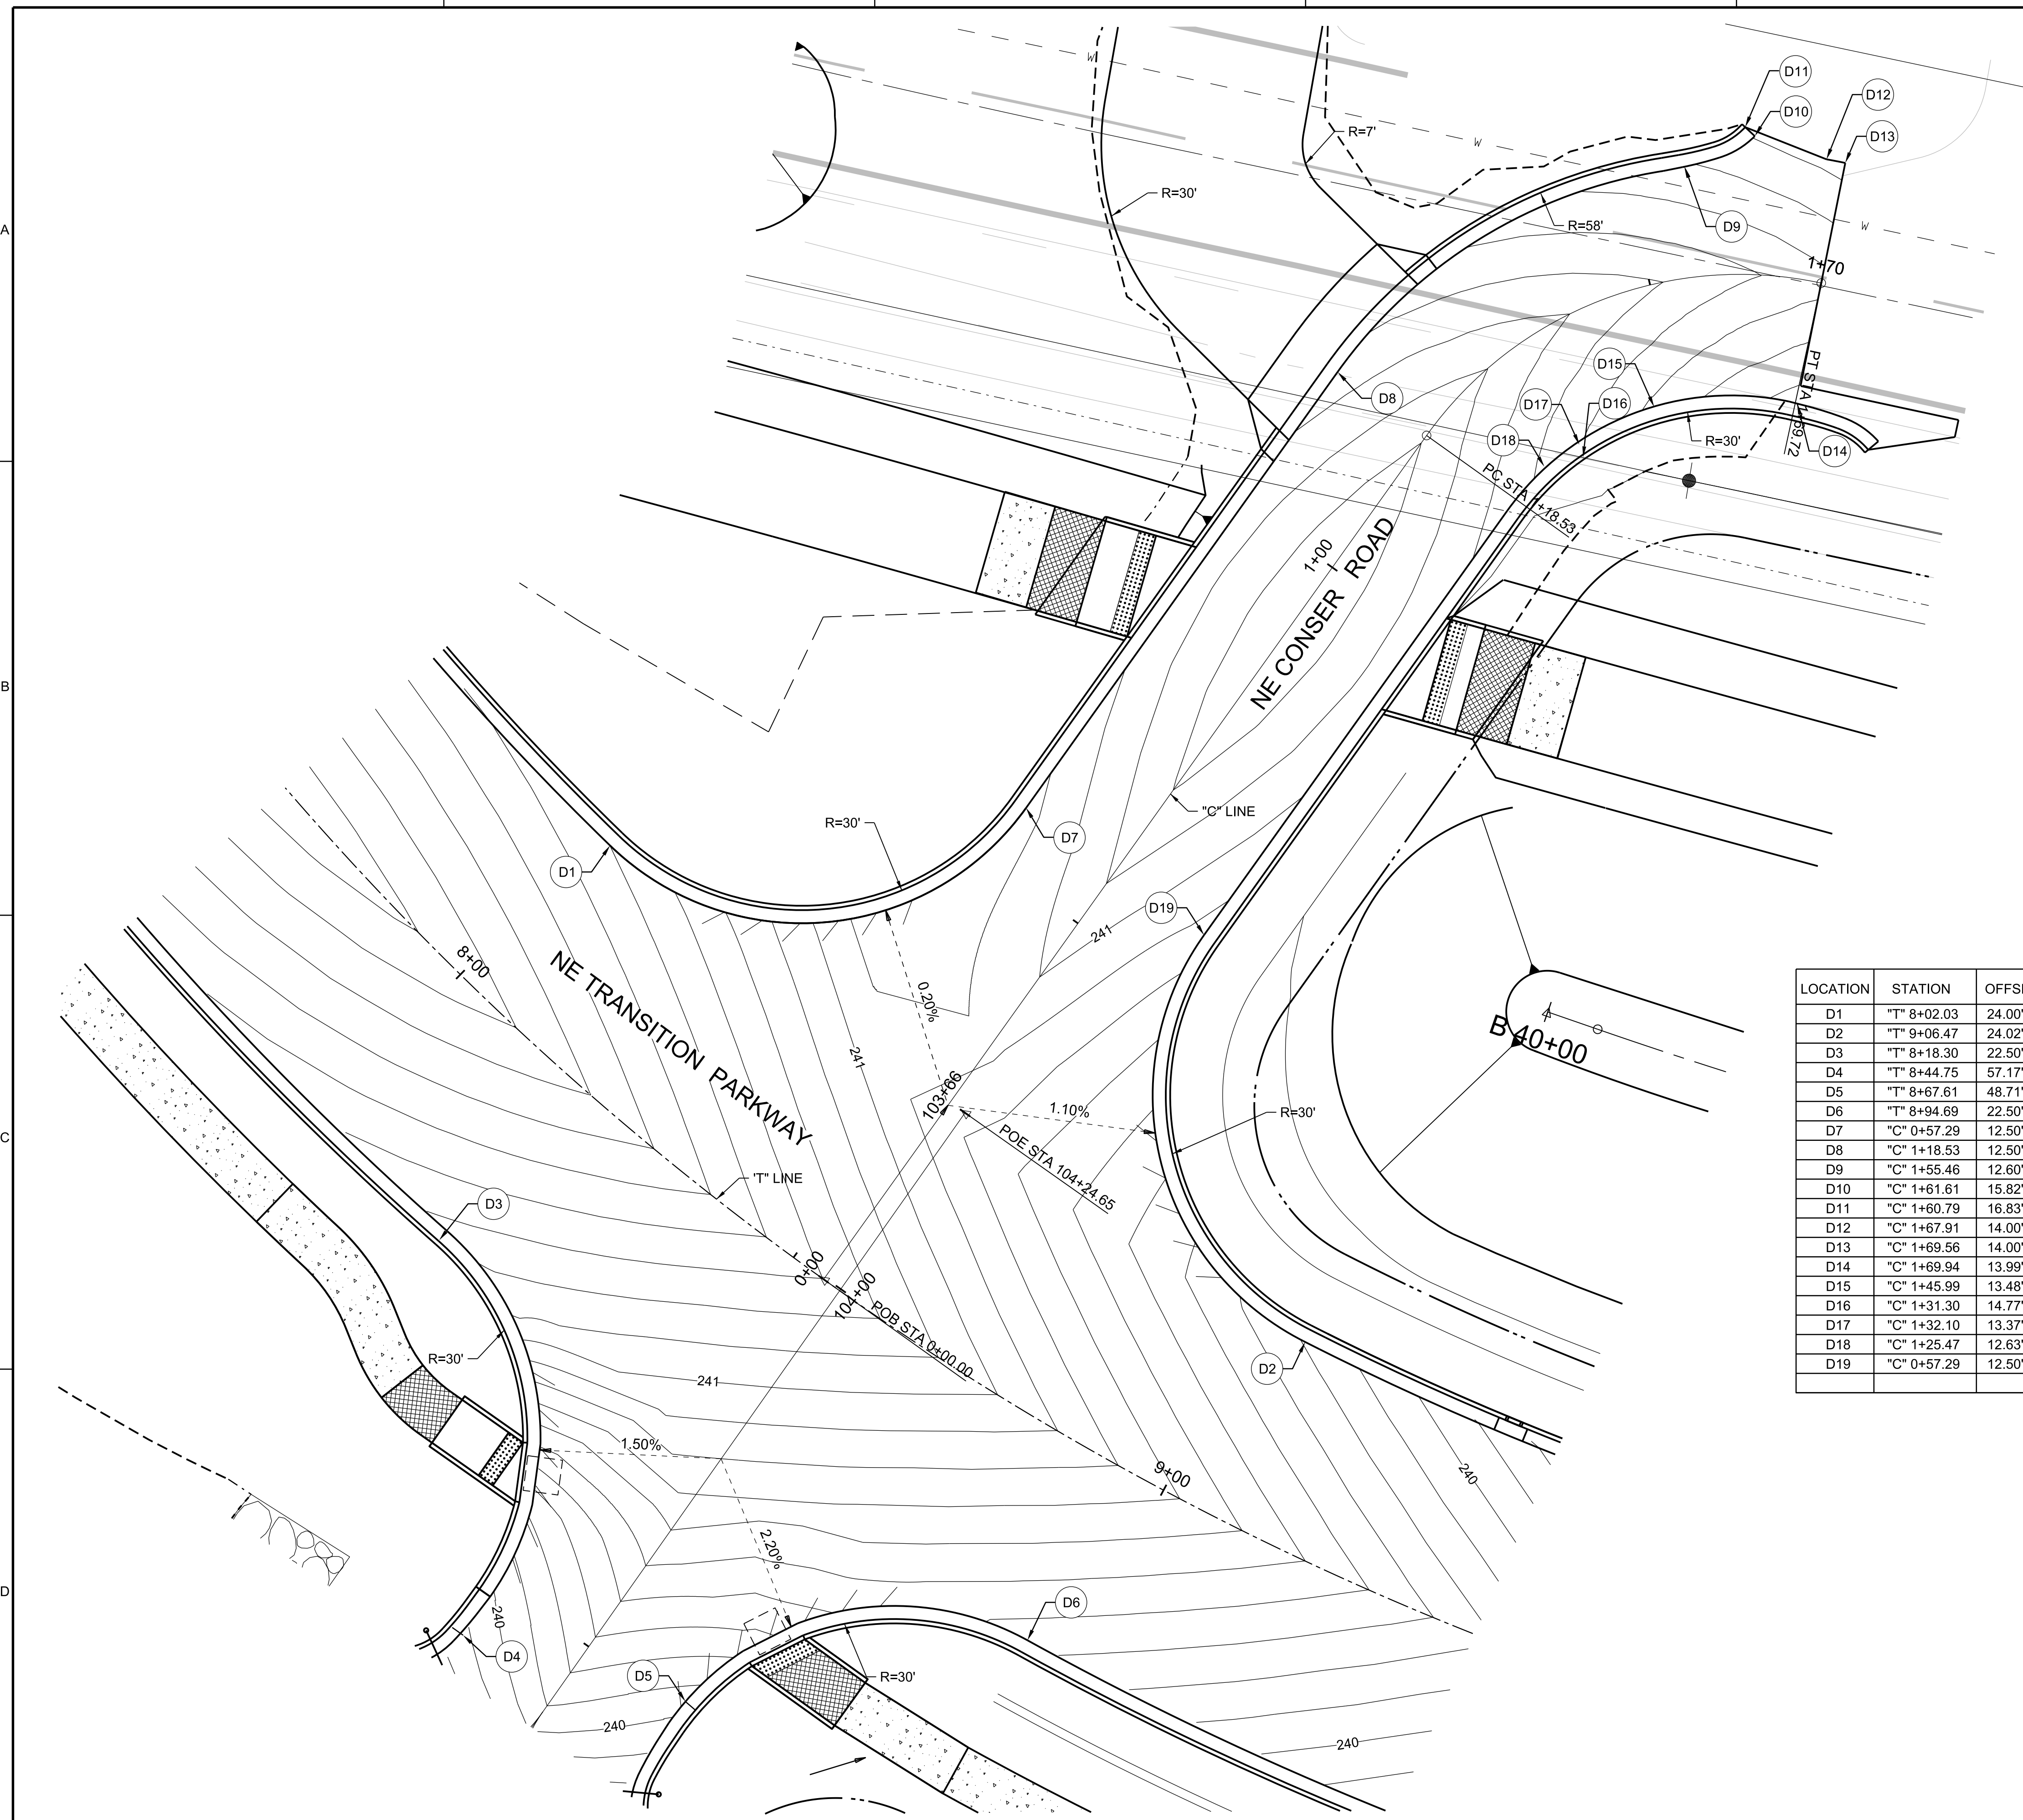 D11
D12
D10
D13
W
R=7'
W
A
R=30'
R=58'
D9
W
1+70
PT STA 1+69.72
D15
D8
D17
D16
D18
R=30'
D14
PC STA 1+18.53
1+00
NE CONSER ROAD
B
"C" LINE
R=30'
D7
D1
D19
241
8+00
NE TRANSITION PARKWAY
0.20%
241
103+66
1.10%
R=30'
B 40+00
C
POE STA 104+24.65
'T" LINE
D3
0+00
104+00
POB STA 0+00.00
R=30'
D2
241
1.50%
9+00
240
2.20%
D
D6
240
D4
D5
R=30'
240
240
LOCATION STATION OFFS
D1 "T" 8+02.03 24.00'
D2 "T" 9+06.47 24.02'
D3 "T" 8+18.30 22.50'
D4 "T" 8+44.75 57.17'
D5 "T" 8+67.61 48.71'
D6 "T" 8+94.69 22.50'
D7 "C" 0+57.29 12.50'
D8 "C" 1+18.53 12.50'
D9 "C" 1+55.46 12.60'
D10 "C" 1+61.61 15.82'
D11 "C" 1+60.79 16.83'
D12 "C" 1+67.91 14.00'
D13 "C" 1+69.56 14.00'
D14 "C" 1+69.94 13.99'
D15 "C" 1+45.99 13.48'
D16 "C" 1+31.30 14.77'
D17 "C" 1+32.10 13.37'
D18 "C" 1+25.47 12.63'
D19 "C" 0+57.29 12.50'